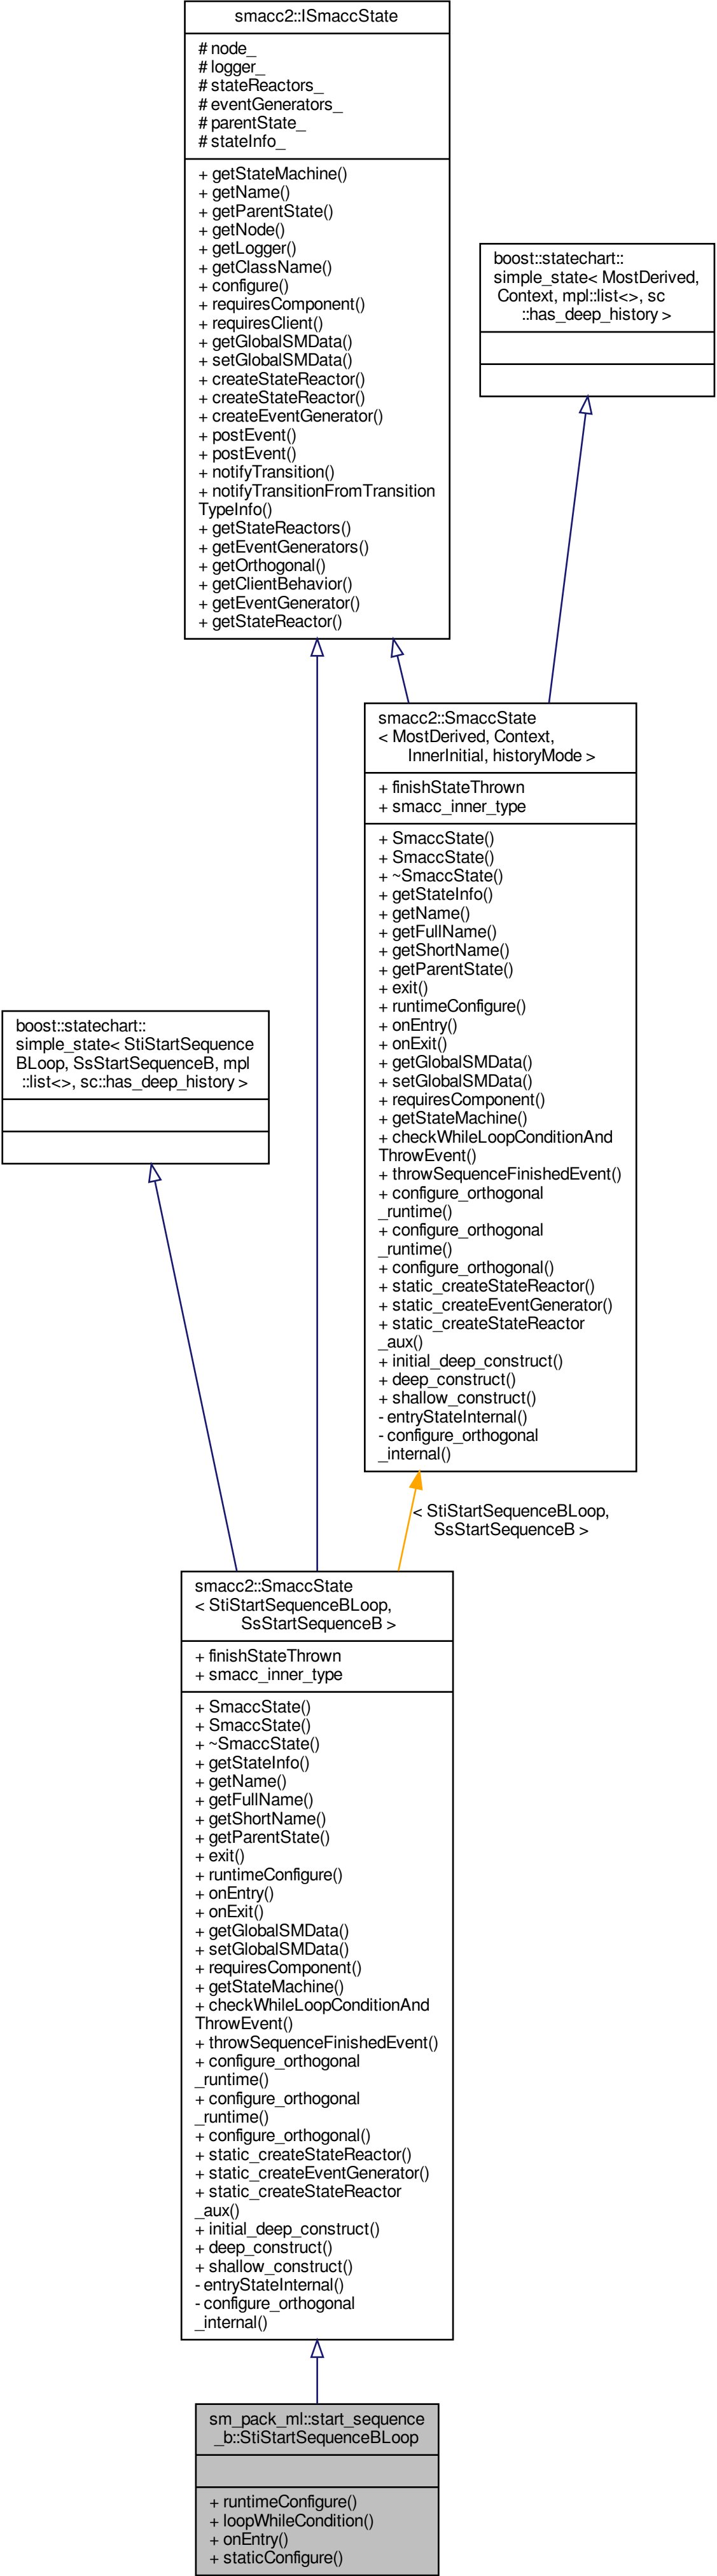 smacc2::ISmaccState
# node_
# logger_
# stateReactors_
# eventGenerators_
# parentState_
# stateInfo_
+ getStateMachine()
+ getName()
+ getParentState()
+ getNode()
+ getLogger()
+ getClassName()
+ configure()
+ requiresComponent()
+ requiresClient()
+ getGlobalSMData()
+ setGlobalSMData()
+ createStateReactor()
+ createStateReactor()
+ createEventGenerator()
+ postEvent()
+ postEvent()
+ notifyTransition()
+ notifyTransitionFromTransition
TypeInfo()
+ getStateReactors()
+ getEventGenerators()
+ getOrthogonal()
+ getClientBehavior()
+ getEventGenerator()
+ getStateReactor()
boost::statechart::
simple_state< MostDerived,
Context, mpl::list<>, sc
::has_deep_history >
smacc2::SmaccState
< MostDerived, Context,
InnerInitial, historyMode >
+ finishStateThrown
+ smacc_inner_type
+ SmaccState()
+ SmaccState()
+ ~SmaccState()
+ getStateInfo()
+ getName()
+ getFullName()
+ getShortName()
+ getParentState()
+ exit()
+ runtimeConfigure()
+ onEntry()
+ onExit()
+ getGlobalSMData()
+ setGlobalSMData()
+ requiresComponent()
+ getStateMachine()
+ checkWhileLoopConditionAnd
ThrowEvent()
+ throwSequenceFinishedEvent()
+ configure_orthogonal
_runtime()
+ configure_orthogonal
_runtime()
+ configure_orthogonal()
+ static_createStateReactor()
+ static_createEventGenerator()
+ static_createStateReactor
_aux()
+ initial_deep_construct()
+ deep_construct()
+ shallow_construct()
- entryStateInternal()
- configure_orthogonal
_internal()
boost::statechart::
simple_state< StiStartSequence
BLoop, SsStartSequenceB, mpl
::list<>, sc::has_deep_history >
< StiStartSequenceBLoop,
SsStartSequenceB >
smacc2::SmaccState
< StiStartSequenceBLoop,
SsStartSequenceB >
+ finishStateThrown
+ smacc_inner_type
+ SmaccState()
+ SmaccState()
+ ~SmaccState()
+ getStateInfo()
+ getName()
+ getFullName()
+ getShortName()
+ getParentState()
+ exit()
+ runtimeConfigure()
+ onEntry()
+ onExit()
+ getGlobalSMData()
+ setGlobalSMData()
+ requiresComponent()
+ getStateMachine()
+ checkWhileLoopConditionAnd
ThrowEvent()
+ throwSequenceFinishedEvent()
+ configure_orthogonal
_runtime()
+ configure_orthogonal
_runtime()
+ configure_orthogonal()
+ static_createStateReactor()
+ static_createEventGenerator()
+ static_createStateReactor
_aux()
+ initial_deep_construct()
+ deep_construct()
+ shallow_construct()
- entryStateInternal()
- configure_orthogonal
_internal()
sm_pack_ml::start_sequence
_b::StiStartSequenceBLoop
+ runtimeConfigure()
+ loopWhileCondition()
+ onEntry()
+ staticConfigure()